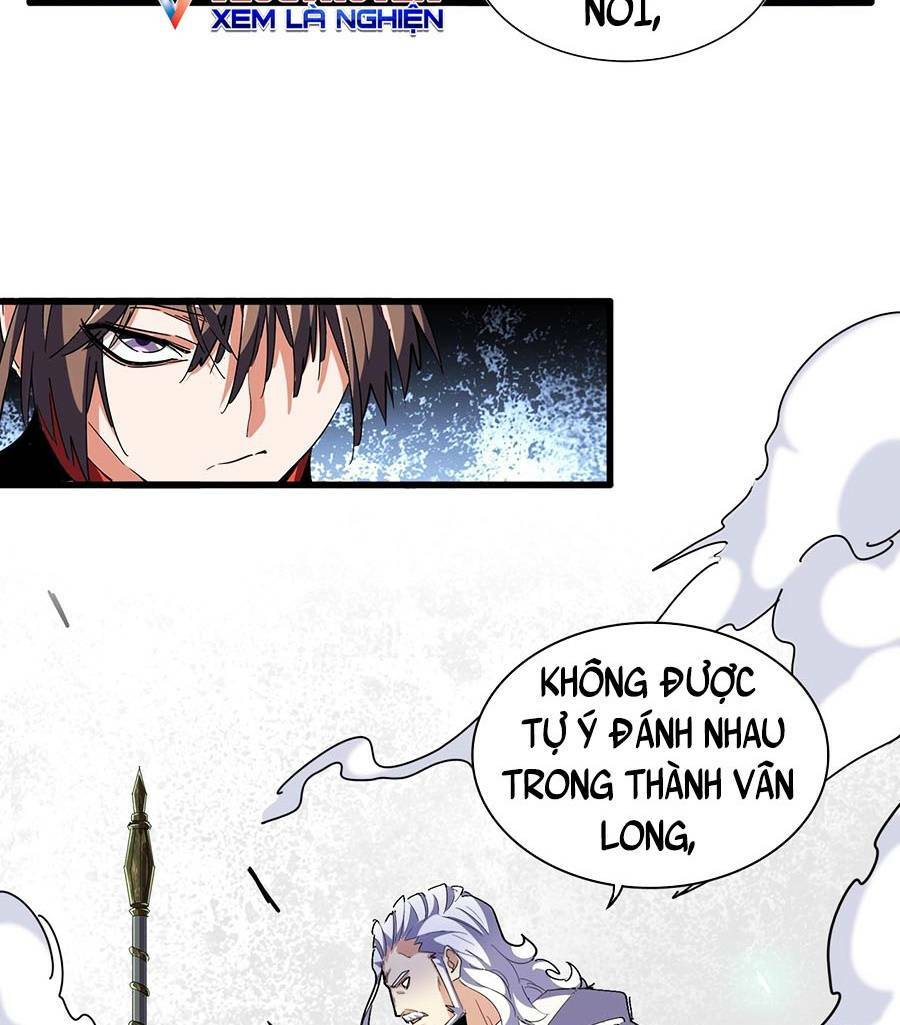 XEM LÀ NGHIỆN
NÓI,
KHÔNG ĐƯỢC
TỰ Ý ĐÁNH NHAU
TRONG THÀNH VÂN
LONG,